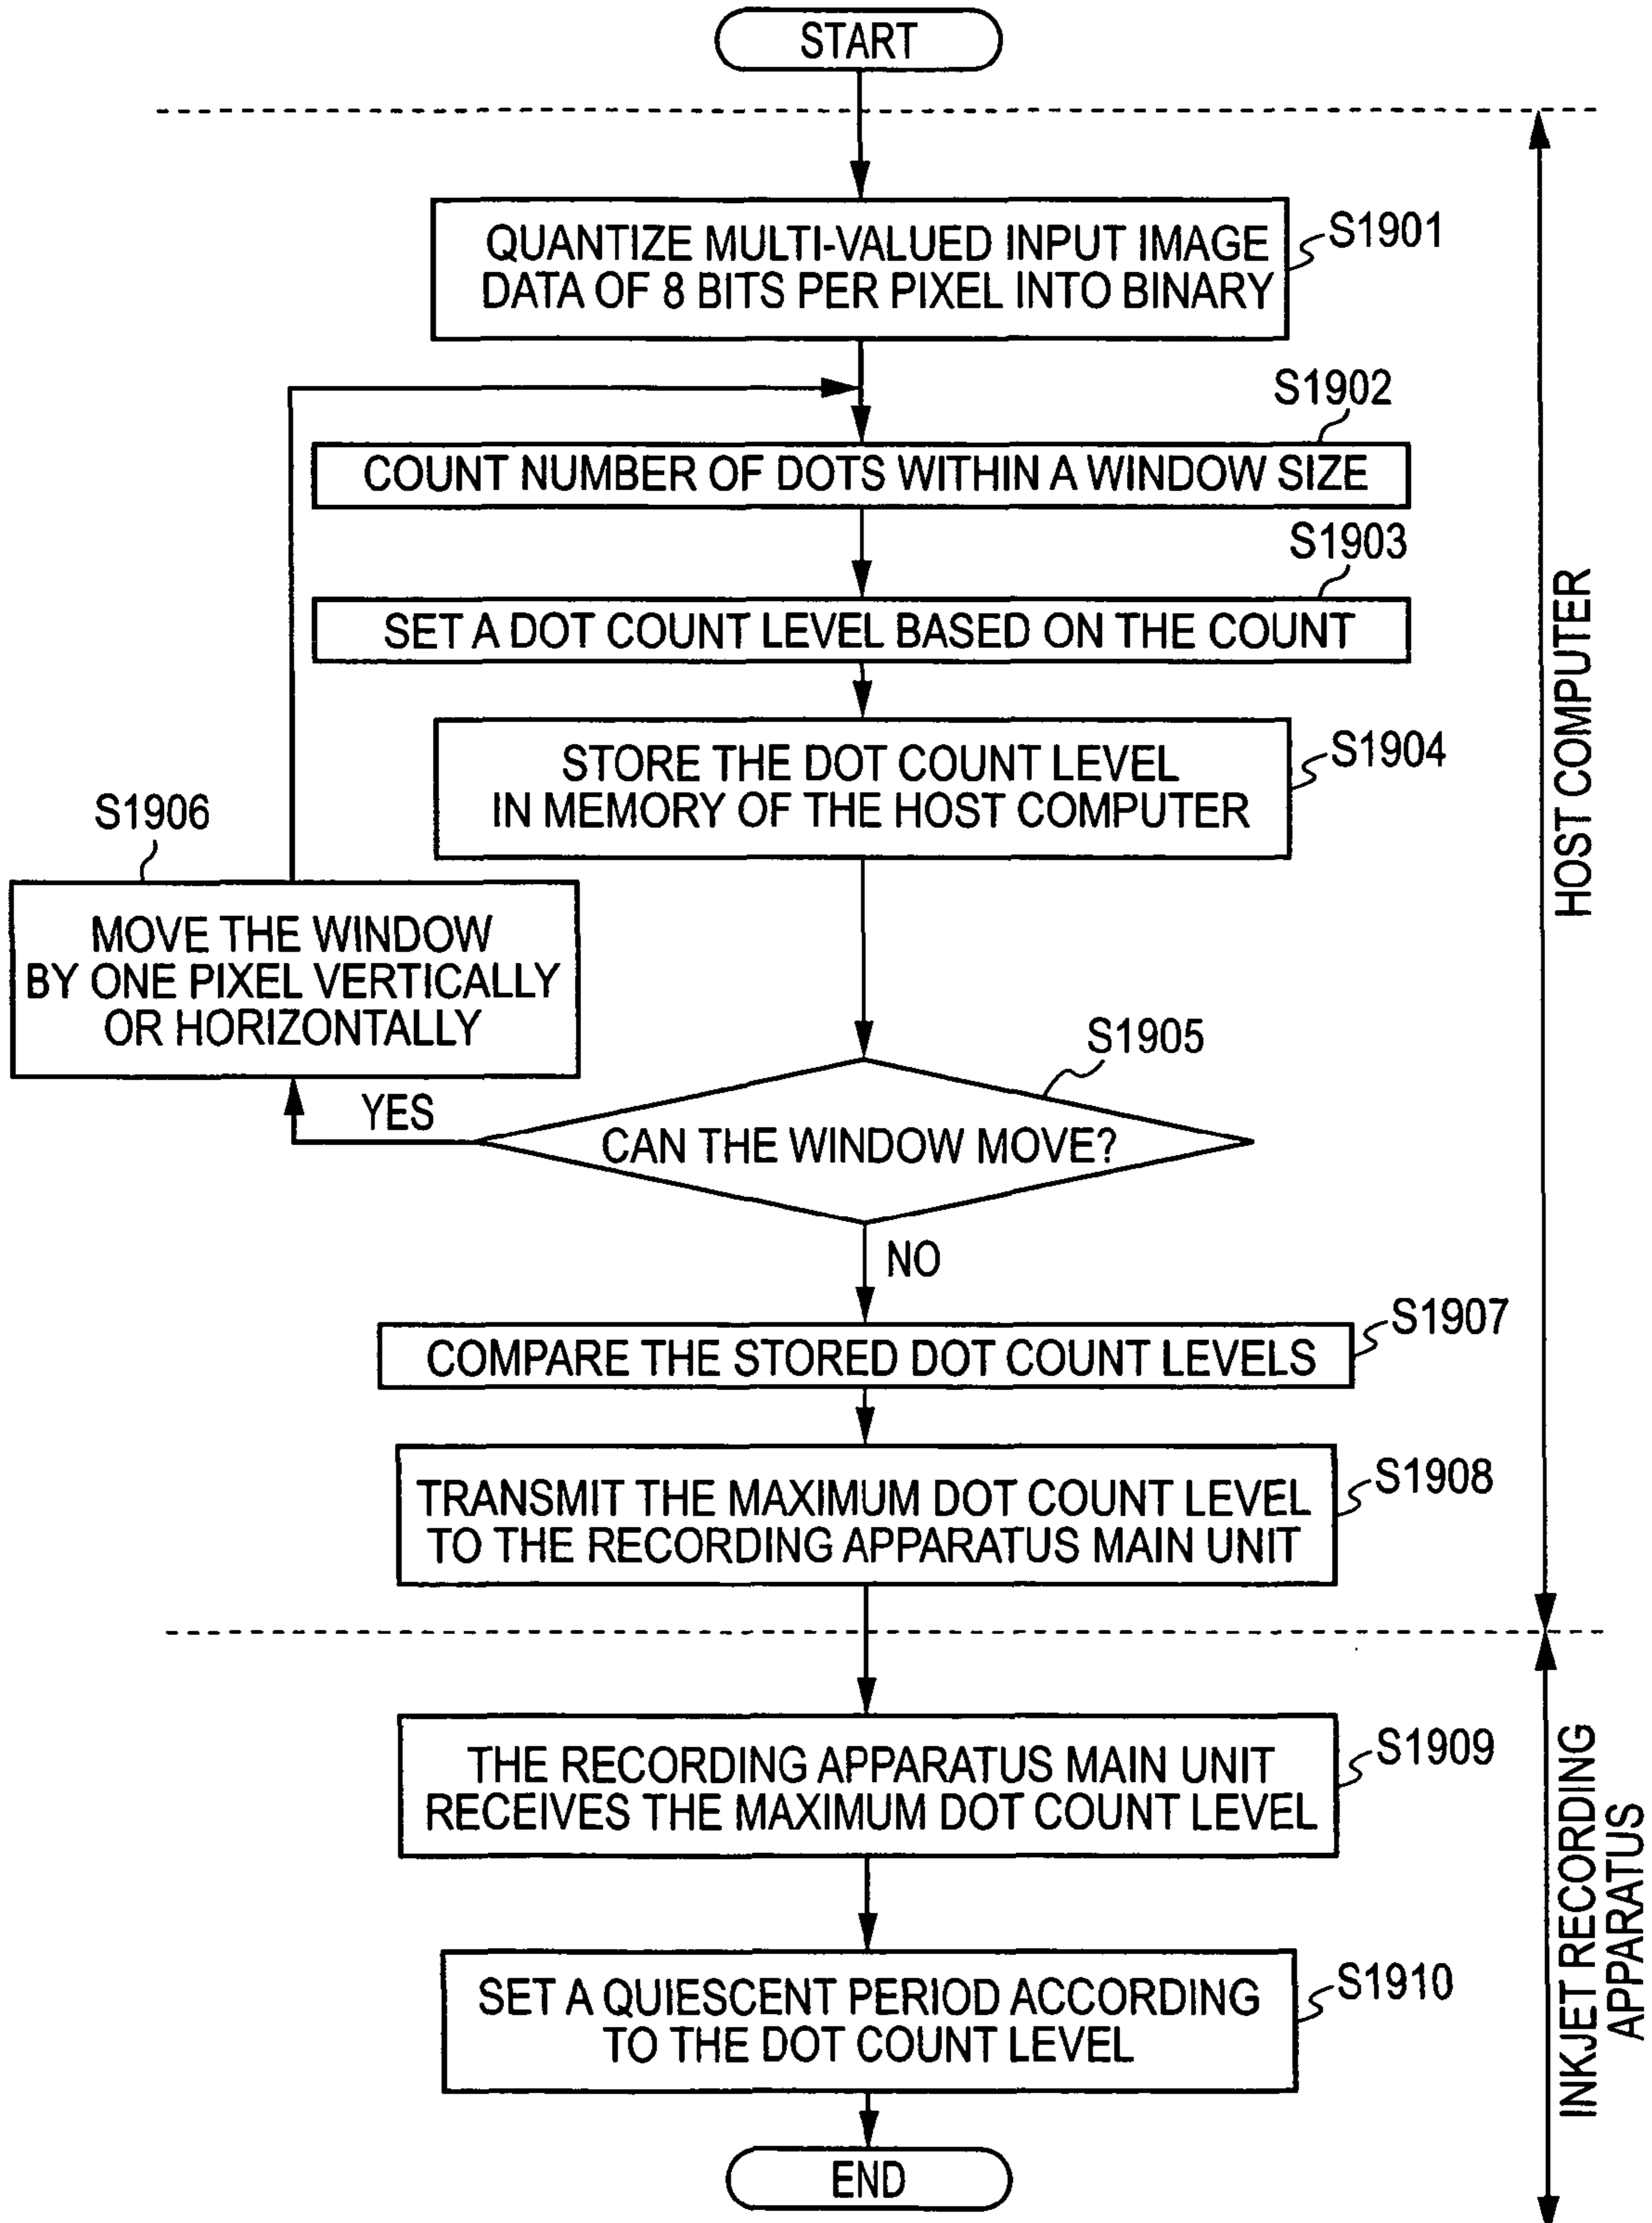 START
QUANTIZE MULTI-VALUED INPUT IMAGE
DATA OF 8 BITS PER PIXEL INTO BINARY
S1901
S1902
COUNT NUMBER OF DOTS WITHIN A WINDOW SIZE
S1903
SET A DOT COUNT LEVEL BASED ON THE COUNT
STORE THE DOT COUNT LEVEL
IN MEMORY OF THE HOST COMPUTER
S1904
S1906
MOVE THE WINDOW
BY ONE PIXEL VERTICALLY
OR HORIZONTALLY
S1905
YES
CAN THE WINDOW MOVE?
NO
S1907
COMPARE THE STORED DOT COUNT LEVELS
TRANSMIT THE MAXIMUM DOT COUNT LEVEL
TO THE RECORDING APPARATUS MAIN UNIT
S1908
HOST COMPUTER
THE RECORDING APPARATUS MAIN UNIT
RECEIVES THE MAXIMUM DOT COUNT LEVEL
S1909
SET A QUIESCENT PERIOD ACCORDING
TO THE DOT COUNT LEVEL
S1910
INKJET RECORDING
APPARATUS
END